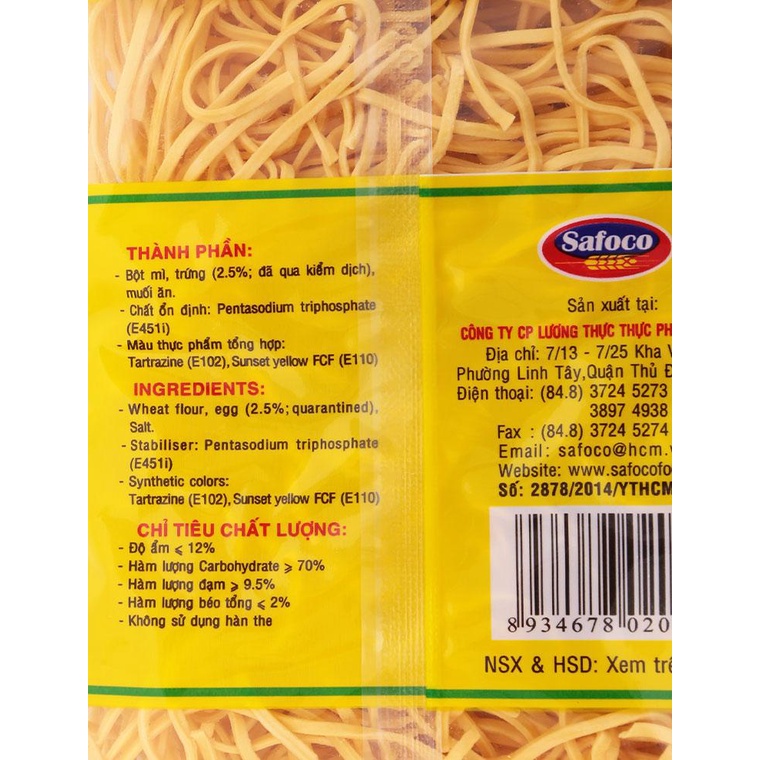 THÀNH PHẦN:
- Bột mì, trứng (2.5%; đã qua kiểm dịch),
muối ăn.
- Chất ổn định: Pentasodium triphosphate
(E451i)
- Màu thực phẩm tổng hợp:
Tartrazine (E102), Sunset yellow FCF (E110)
INGREDIENTS:
- Wheat flour, egg (2.5%; quarantined),
Salt.
- Stabiliser: Pentasodium triphosphate
(E451i)
- Synthetic colors:
Tartrazine (E102), Sunset yellow FCF (E110)
CHỈ TIÊU CHẤT LƯỢNG:
- Độ ẩm ⩽ 12%
- Hàm lượng Carbohydrate ⩾ 70%
- Hàm lượng đạm ⩾ 9.5%
- Hàm lượng béo tổng ⩽ 2%
- Không sử dụng hàn the
Safoco
Sản xuất tại:
CÔNG TY CP LƯƠNG THỰC THỰC PH
Địa chỉ: 7/13 - 7/25 Kha V
Phường Linh Tây, Quận Thủ Đ
Điện thoại: (84.8) 3724 5273
3897 4938
Fax : (84.8) 3724 5274
Email: safoco@hcm.v
Website: www.safocofoo
Số: 2878/2014/YTHCM
8 934678 020
NSX & HSD: Xem trê